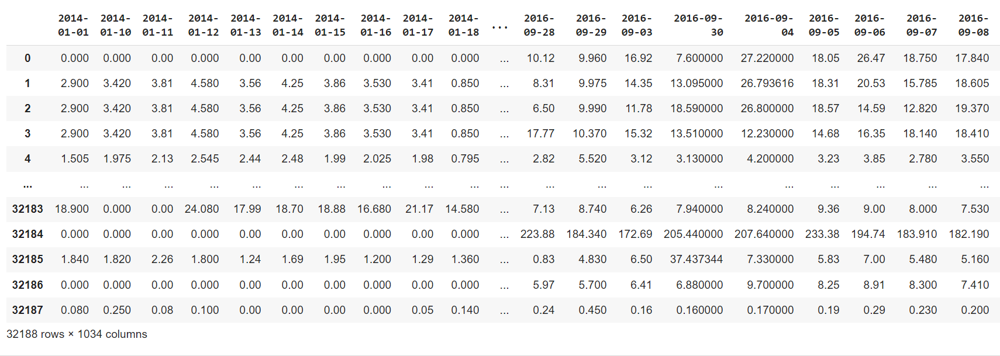 2014- 2014- 2014- 2014- 2014- 2014- 2014- 2014- 2014- 2014- ... 2016- 2016- 2016- 2016-09- 2016-09- 2016- 2016- 2016- 2016-
01-01 01-10 01-11 01-12 01-13 01-14 01-15 01-16 01-17 01-18 09-28 09-29 09-03 30 04 09-05 09-06 09-07 09-08
0 0.000 0.000 0.00 0.000 0.00 0.00 0.00 0.000 0.00 0.000 ... 10.12 9.960 16.92 7.600000 27.220000 18.05 26.47 18.750 17.840
1 2.900 3.420 3.81 4.580 3.56 4.25 3.86 3.530 3.41 0.850 ... 8.31 9.975 14.35 13.095000 26.793616 18.31 20.53 15.785 18.605
2 2.900 3.420 3.81 4.580 3.56 4.25 3.86 3.530 3.41 0.850 ... 6.50 9.990 11.78 18.590000 26.800000 18.57 14.59 12.820 19.370
3 2.900 3.420 3.81 4.580 3.56 4.25 3.86 3.530 3.41 0.850 ... 17.77 10.370 15.32 13.510000 12.230000 14.68 16.35 18.140 18.410
4 1.505 1.975 2.13 2.545 2.44 2.48 1.99 2.025 1.98 0.795 ... 2.82 5.520 3.12 3.130000 4.200000 3.23 3.85 2.780 3.550
... ... ... ... ... ... ... ... ... ... ... ... ... ... ... ... ... ... ... ... ...
32183 18.900 0.000 0.00 24.080 17.99 18.70 18.88 16.680 21.17 14.580 ... 7.13 8.740 6.26 7.940000 8.240000 9.36 9.00 8.000 7.530
32184 0.000 0.000 0.00 0.000 0.00 0.00 0.00 0.000 0.00 0.000 ... 223.88 184.340 172.69 205.440000 207.640000 233.38 194.74 183.910 182.190
32185 1.840 1.820 2.26 1.800 1.24 1.69 1.95 1.200 1.29 1.360 ... 0.83 4.830 6.50 37.437344 7.330000 5.83 7.00 5.480 5.160
32186 0.000 0.000 0.00 0.000 0.00 0.00 0.00 0.000 0.00 0.000 ... 5.97 5.700 6.41 6.880000 9.700000 8.25 8.91 8.300 7.410
32187 0.080 0.250 0.08 0.100 0.00 0.00 0.00 0.000 0.05 0.140 ... 0.24 0.450 0.16 0.160000 0.170000 0.19 0.29 0.230 0.200
32188 rows × 1034 columns